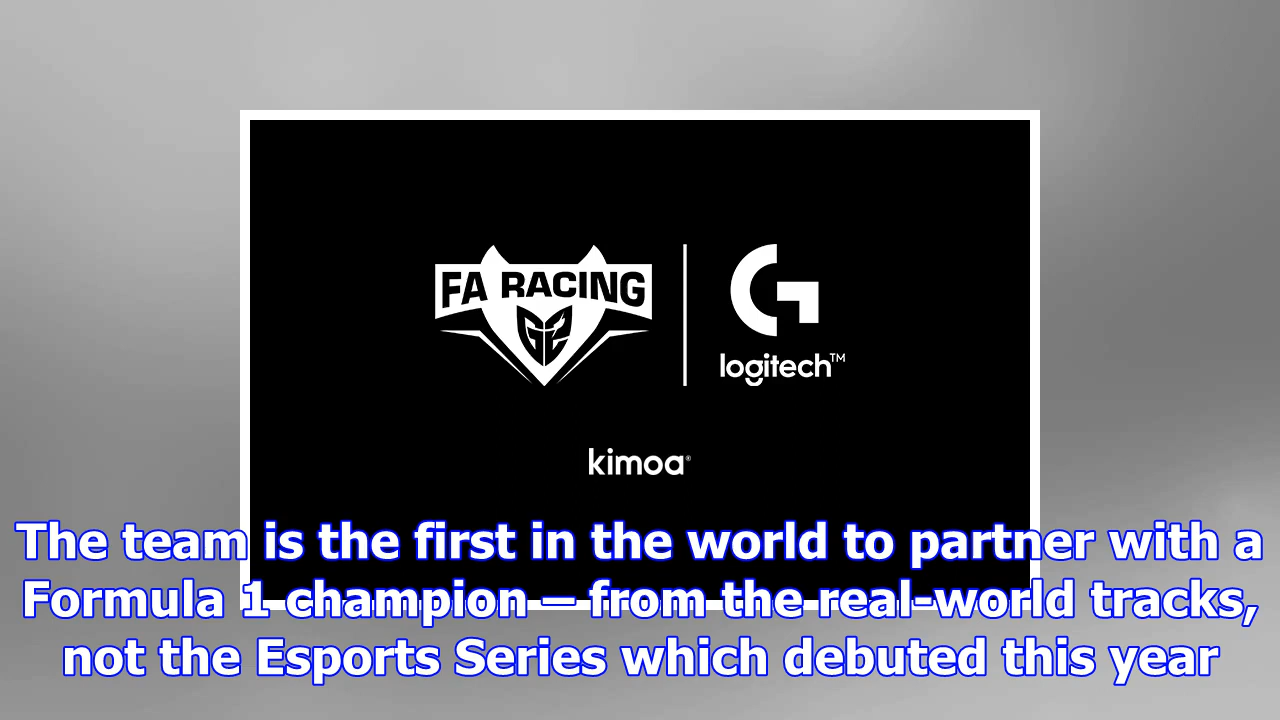 FA RACING
G2
logitech™
kimoa®
The team is the first in the world to partner with a
Formula 1 champion – from the real-world tracks,
not the Esports Series which debuted this year